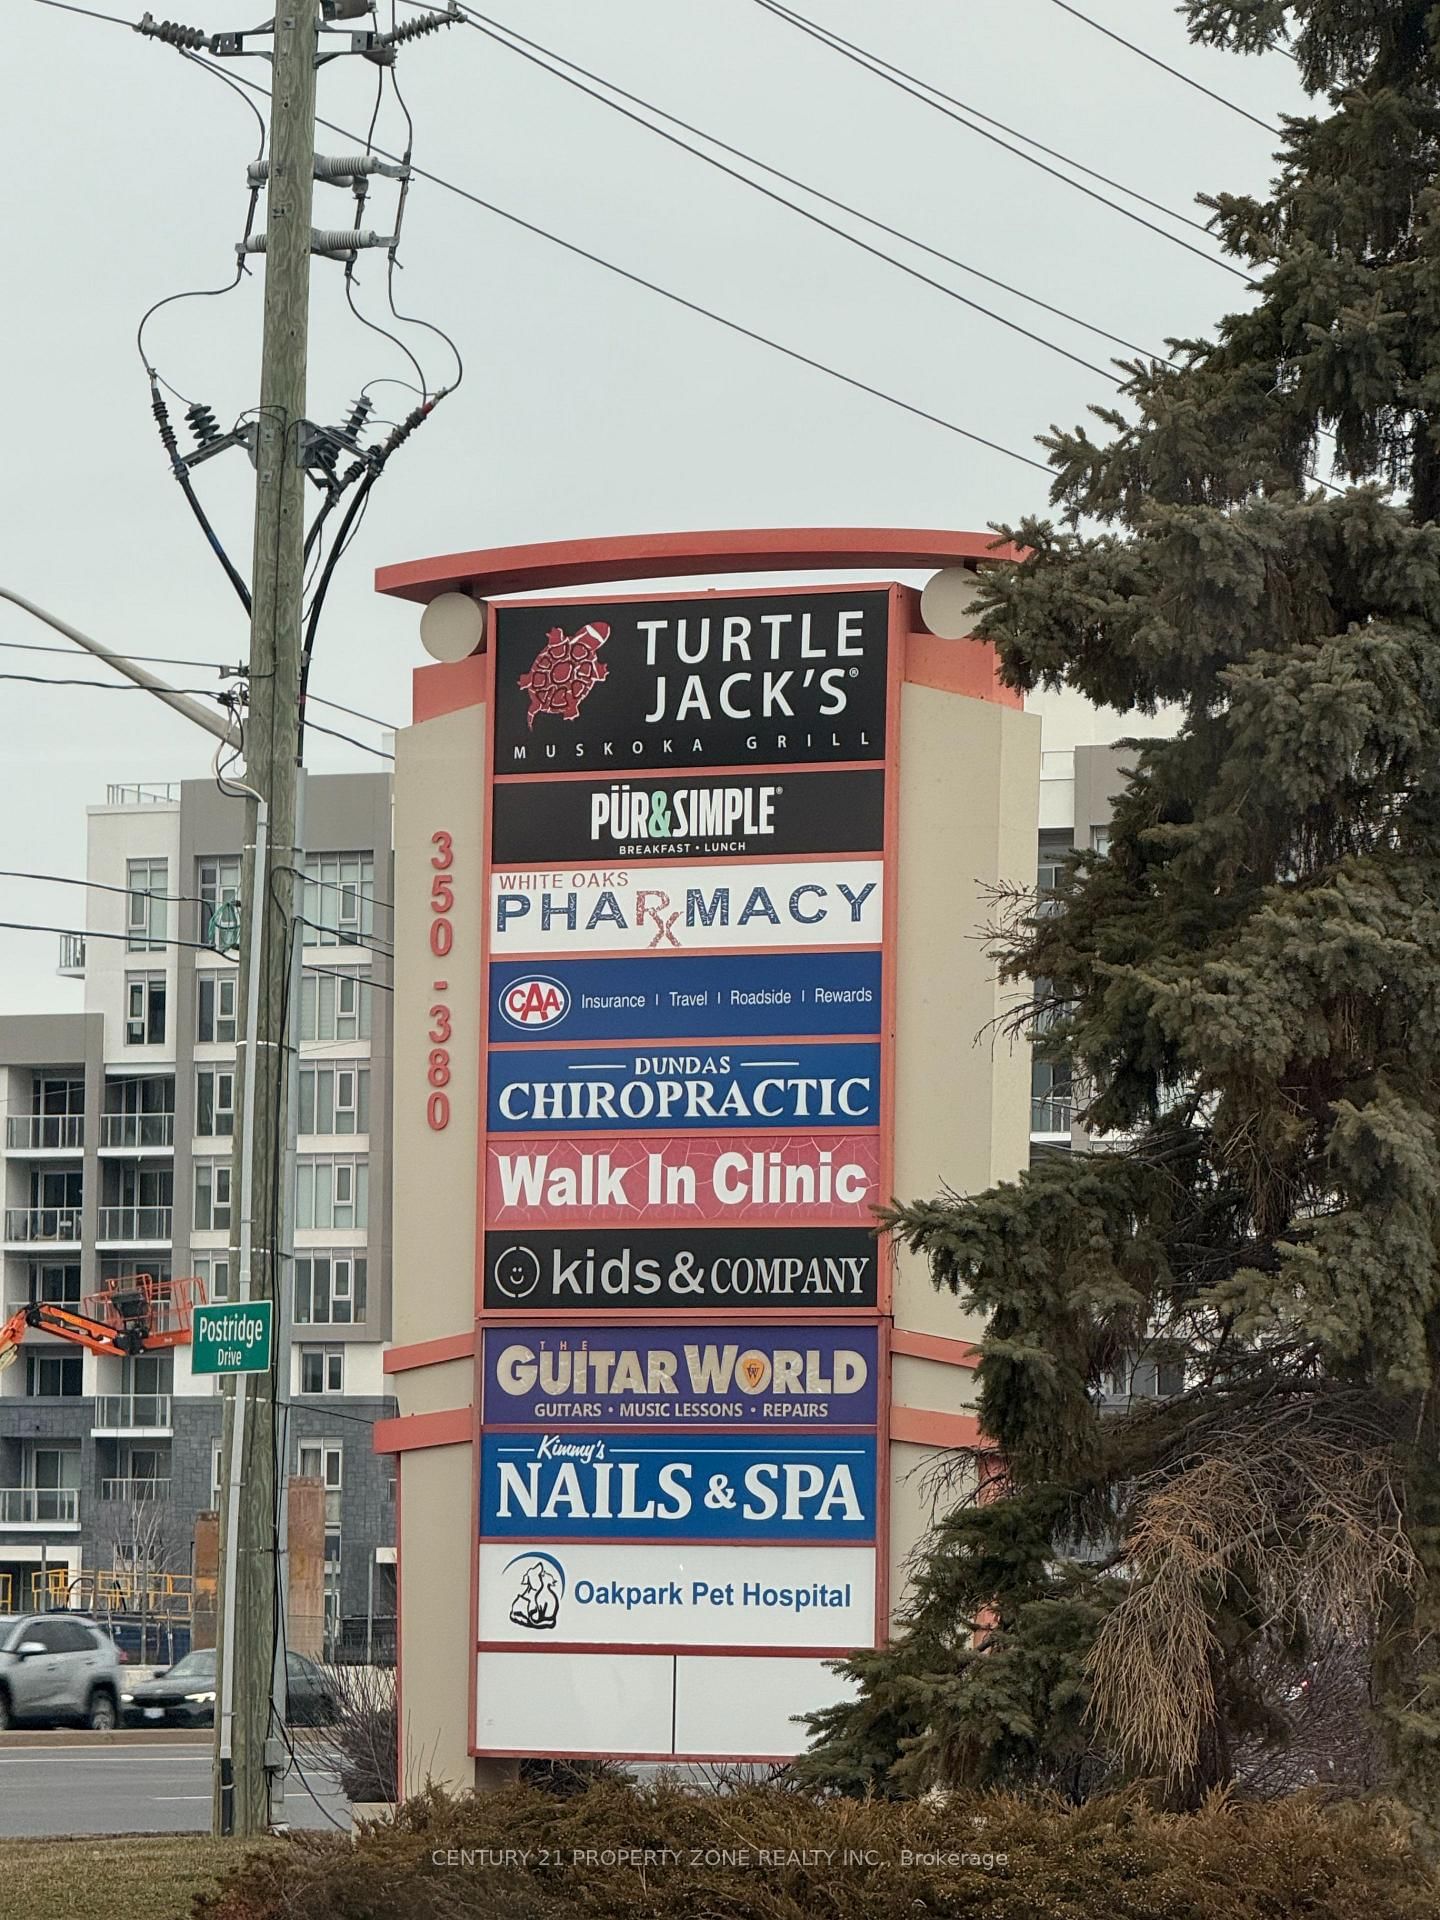 TURTLE
JACK'S®
MUSKOKA GRILL
PÜR&SIMPLE®
BREAKFAST • LUNCH
WHITE OAKS
PHARxMACY
CAA Insurance | Travel | Roadside | Rewards
DUNDAS
CHIROPRACTIC
Walk In Clinic
kids&COMPANY
THE
GUITAR WORLD
GW
GUITARS • MUSIC LESSONS • REPAIRS
Kimmy's
NAILS & SPA
Oakpark Pet Hospital
350-380
Postridge
Drive
CENTURY 21 PROPERTY ZONE REALTY INC., Brokerage